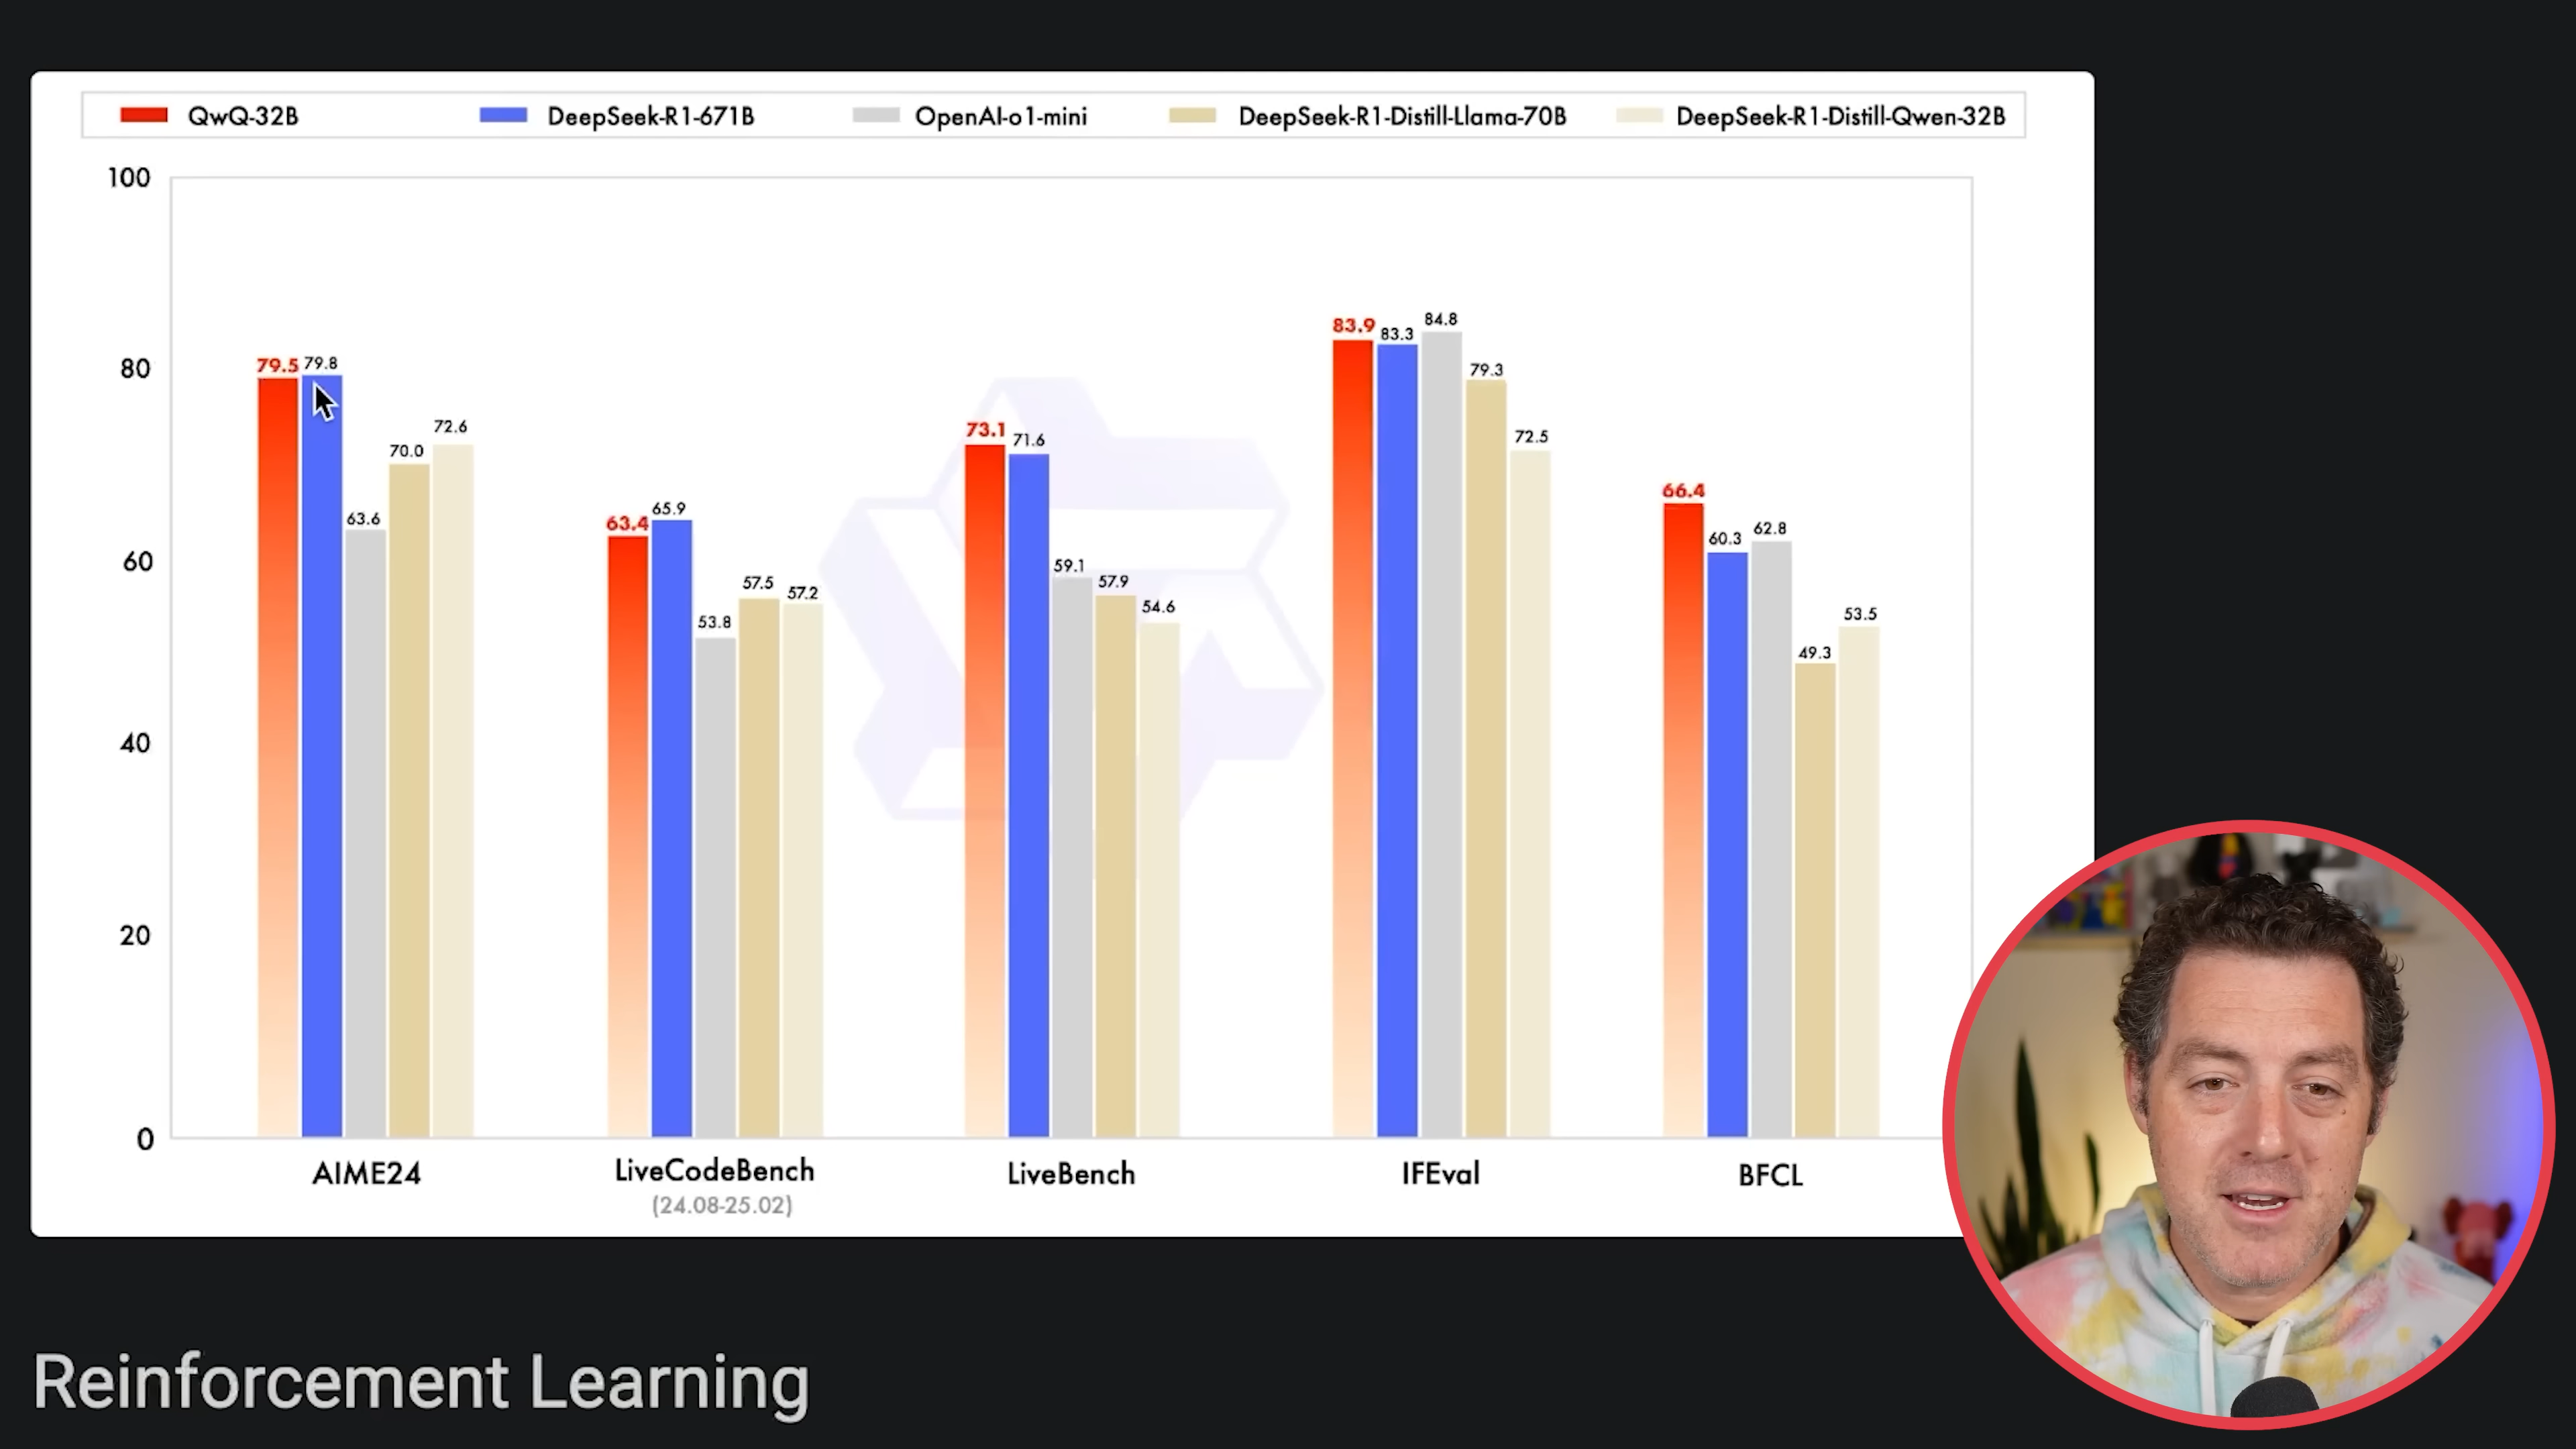 QwQ-32B DeepSeek-R1-671B OpenAI-o1-mini DeepSeek-R1-Distill-Llama-70B DeepSeek-R1-Distill-Qwen-32B
100
80
60
40
20
0
79.5 79.8 63.6 70.0 72.6
63.4 65.9 53.8 57.5 57.2
73.1 71.6 59.1 57.9 54.6
83.9 83.3 84.8 79.3 72.5
66.4 60.3 62.8 49.3 53.5
AIME24 LiveCodeBench LiveBench IFEval BFCL
(24.08-25.02)
Reinforcement Learning